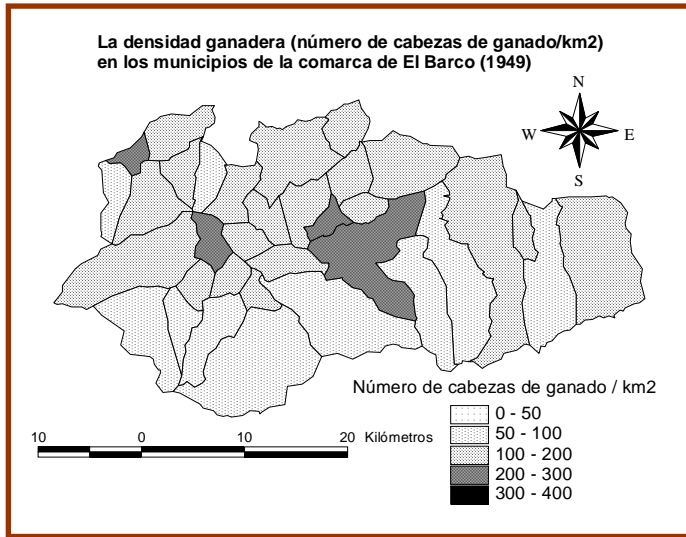 La densidad ganadera (número de cabezas de ganado/km2)
en los municipios de la comarca de El Barco (1949)
N
W E
S
Número de cabezas de ganado / km2
0 - 50
50 - 100
100 - 200
200 - 300
300 - 400
10 0 10 20 Kilómetros